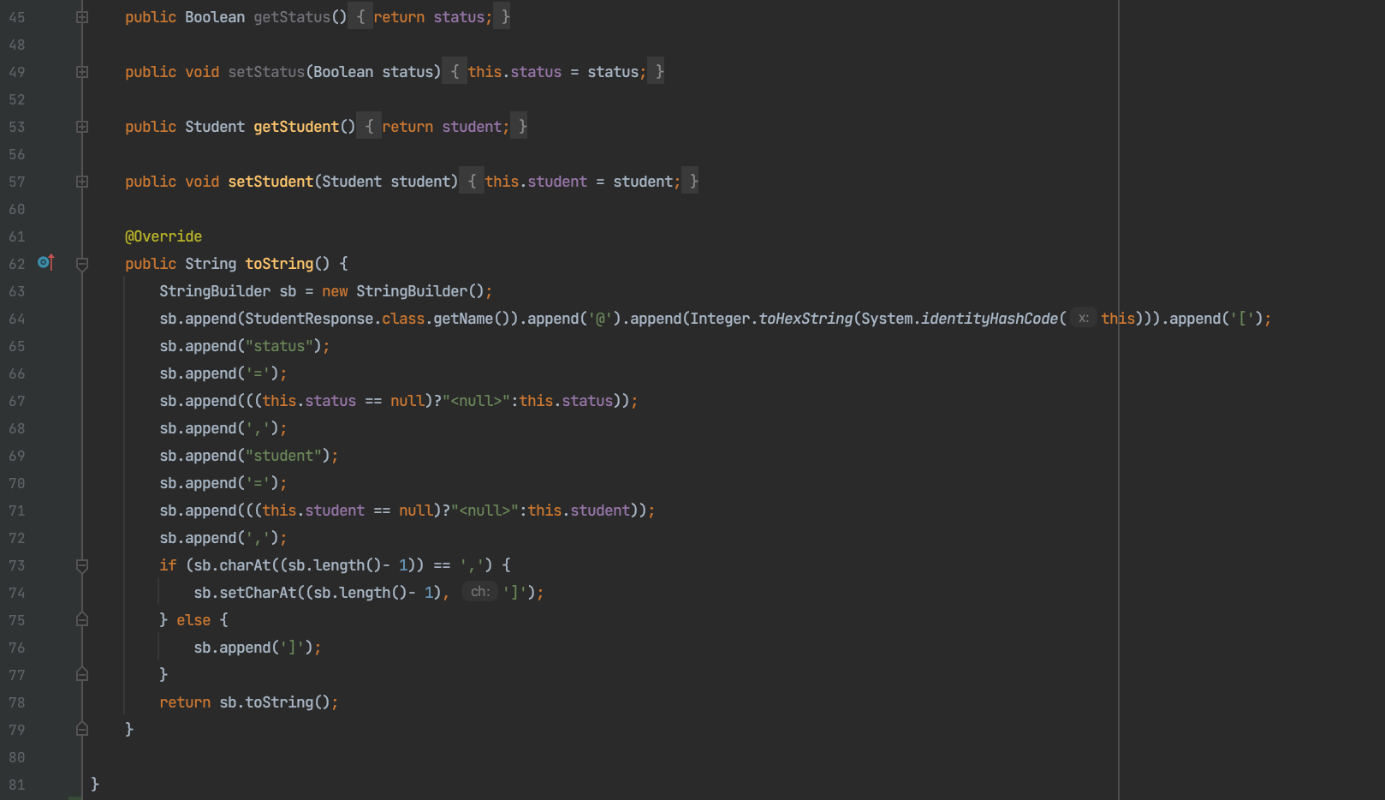 45 public Boolean getStatus() { return status; }
48
49 public void setStatus(Boolean status) { this.status = status; }
52
53 public Student getStudent() { return student; }
56
57 public void setStudent(Student student) { this.student = student; }
60
61 @Override
62 public String toString() {
63 StringBuilder sb = new StringBuilder();
64 sb.append(StudentResponse.class.getName()).append('@').append(Integer.toHexString(System.identityHashCode( x: this))).append('[');
65 sb.append("status");
66 sb.append('=');
67 sb.append(((this.status == null)?"<null>":this.status));
68 sb.append(',');
69 sb.append("student");
70 sb.append('=');
71 sb.append(((this.student == null)?"<null>":this.student));
72 sb.append(',');
73 if (sb.charAt((sb.length()- 1)) == ',') {
74 sb.setCharAt((sb.length()- 1), ch: ']');
75 } else {
76 sb.append(']');
77 }
78 return sb.toString();
79 }
80
81 }